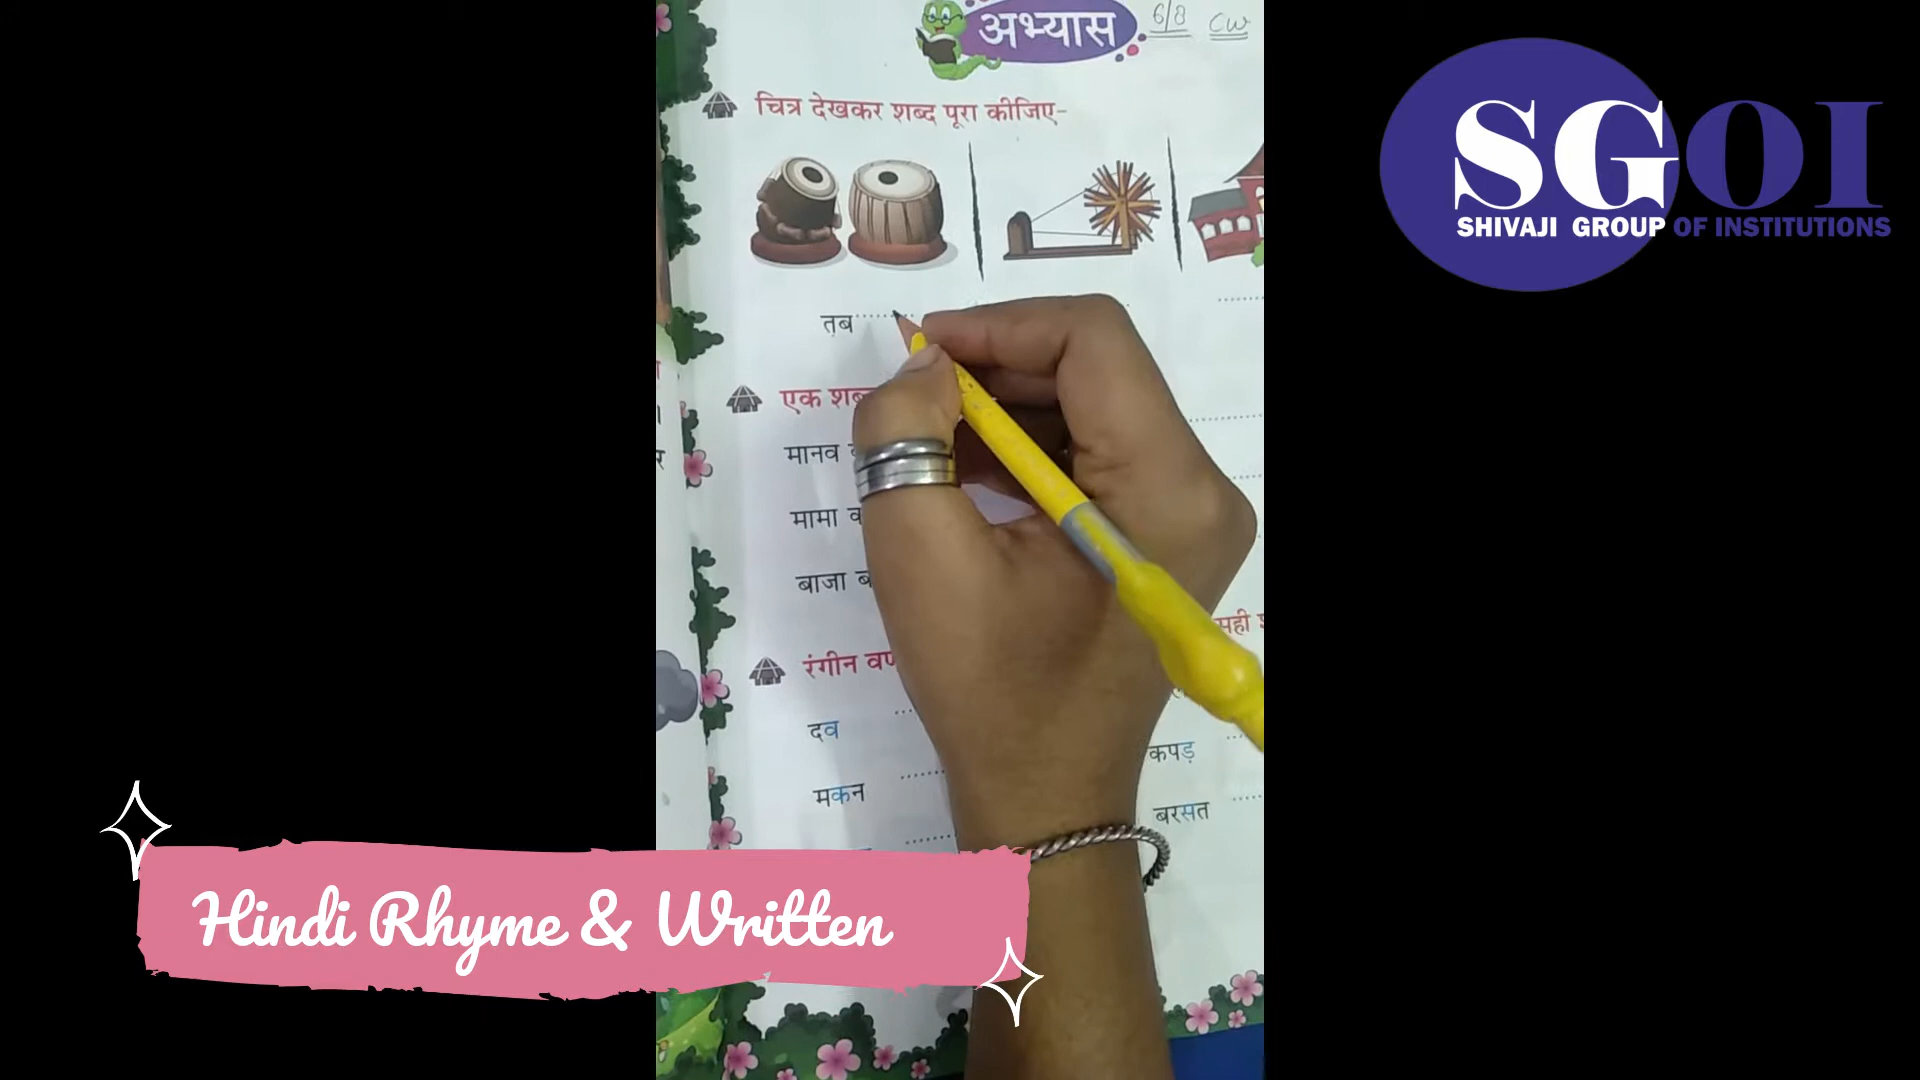 अभ्यास
6/8 CW
चित्र देखकर शब्द पूरा कीजिए-
तब
एक
मानव
मामा
बाजा
सही
रंगीन
दव
कपड़
मकन
बरसत
Hindi Rhyme & Written
SGOI
SHIVAJI GROUP OF INSTITUTIONS